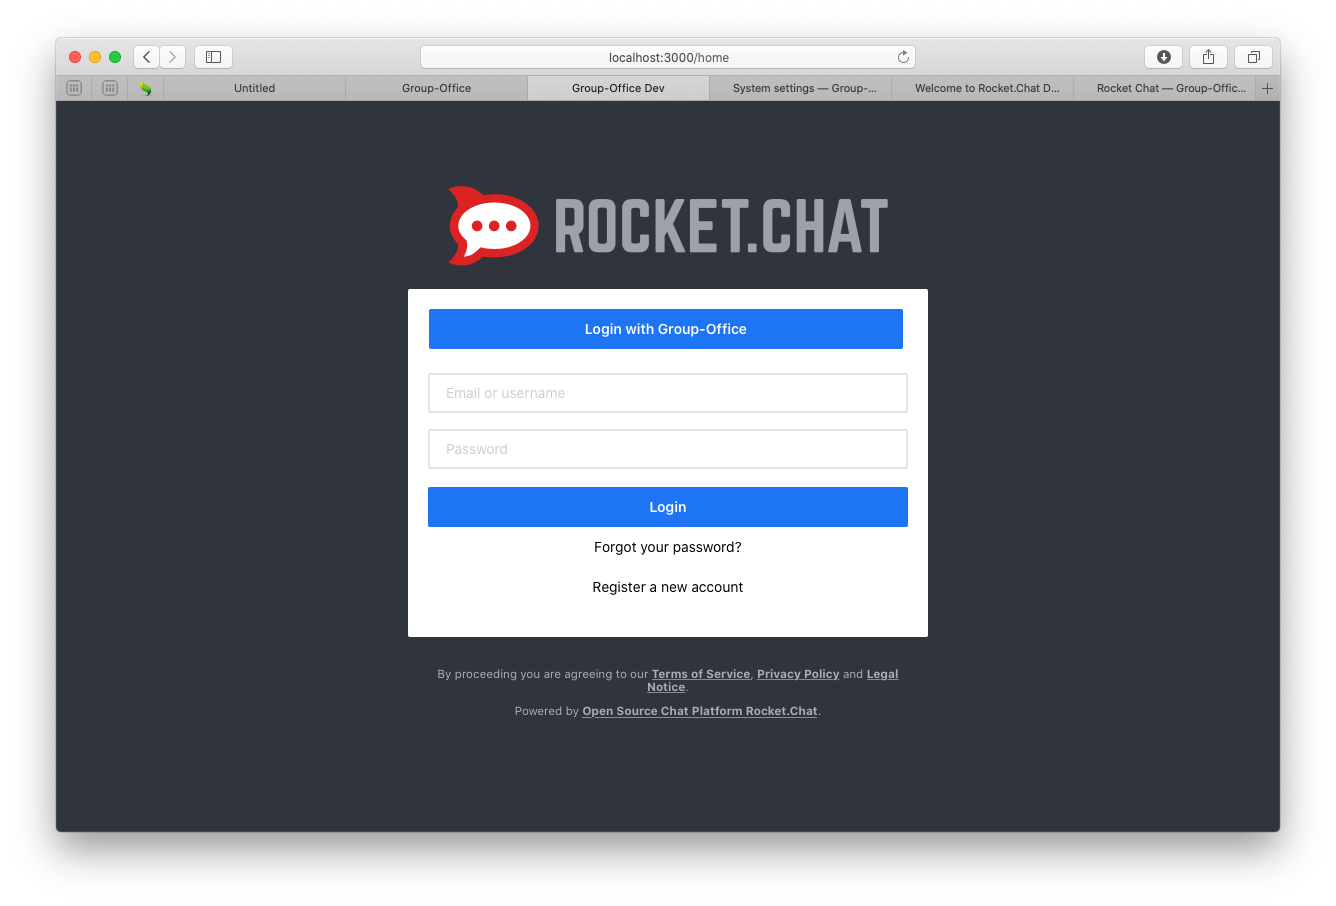 localhost:3000/home
Untitled
Group-Office
Group-Office Dev
System settings — Group-...
Welcome to Rocket.Chat D...
Rocket Chat — Group-Offic...
ROCKET.CHAT
Login with Group-Office
Email or username
Password
Login
Forgot your password?
Register a new account
By proceeding you are agreeing to our Terms of Service, Privacy Policy and Legal
Notice.
Powered by Open Source Chat Platform Rocket.Chat.